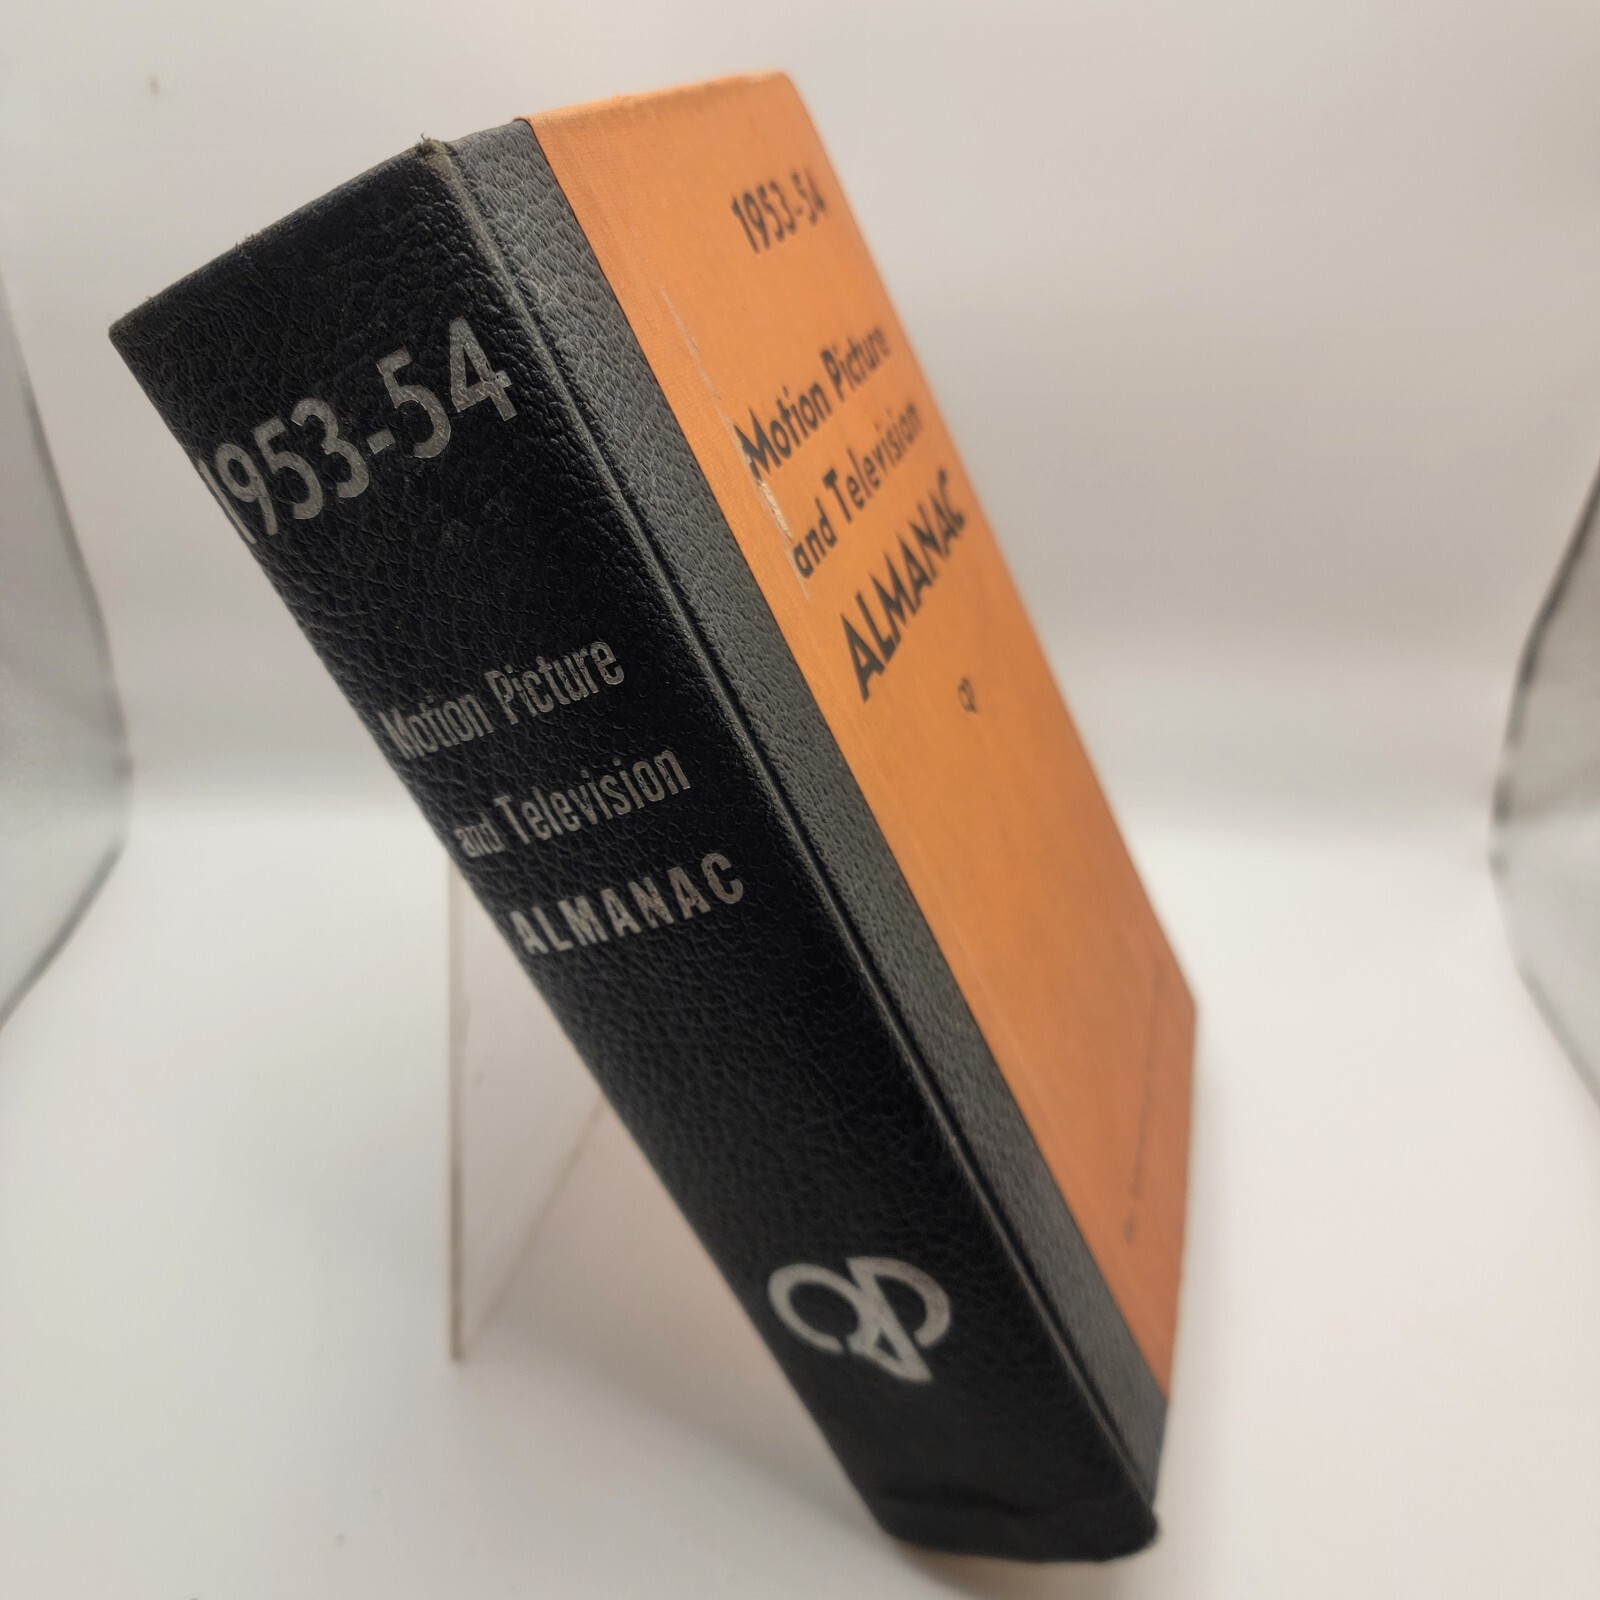 1953-54
Motion Picture
and Television
ALMANAC
QP
1953-54
Motion Picture
and Television
ALMANAC
QP